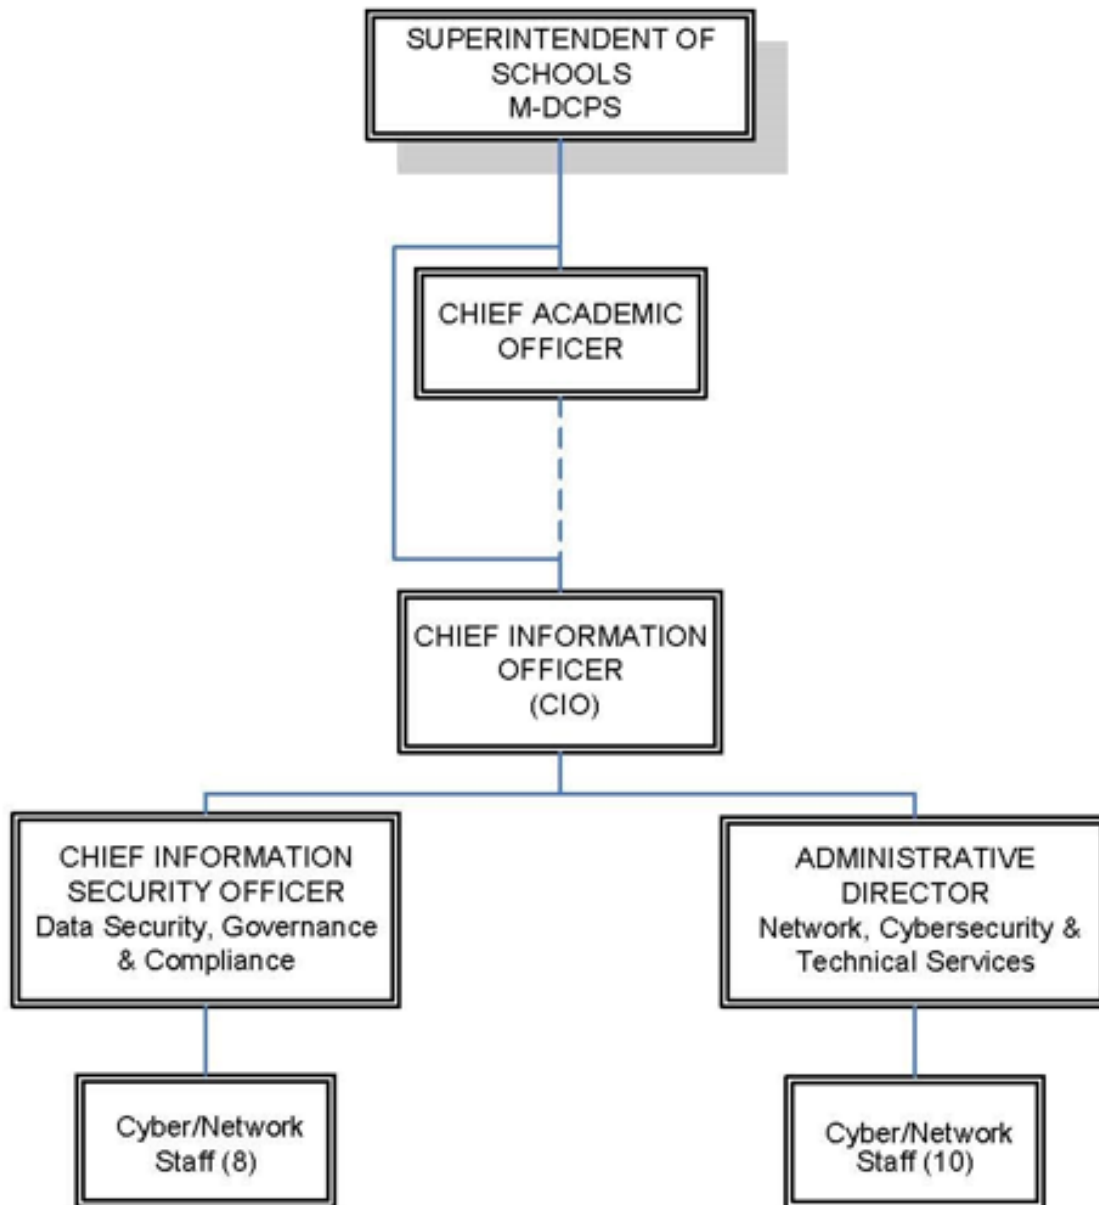 SUPERINTENDENT OF
SCHOOLS
M-DCPS
CHIEF ACADEMIC
OFFICER
CHIEF INFORMATION
OFFICER
(CIO)
CHIEF INFORMATION
SECURITY OFFICER
Data Security, Governance
& Compliance
ADMINISTRATIVE
DIRECTOR
Network, Cybersecurity &
Technical Services
Cyber/Network
Staff (8)
Cyber/Network
Staff (10)